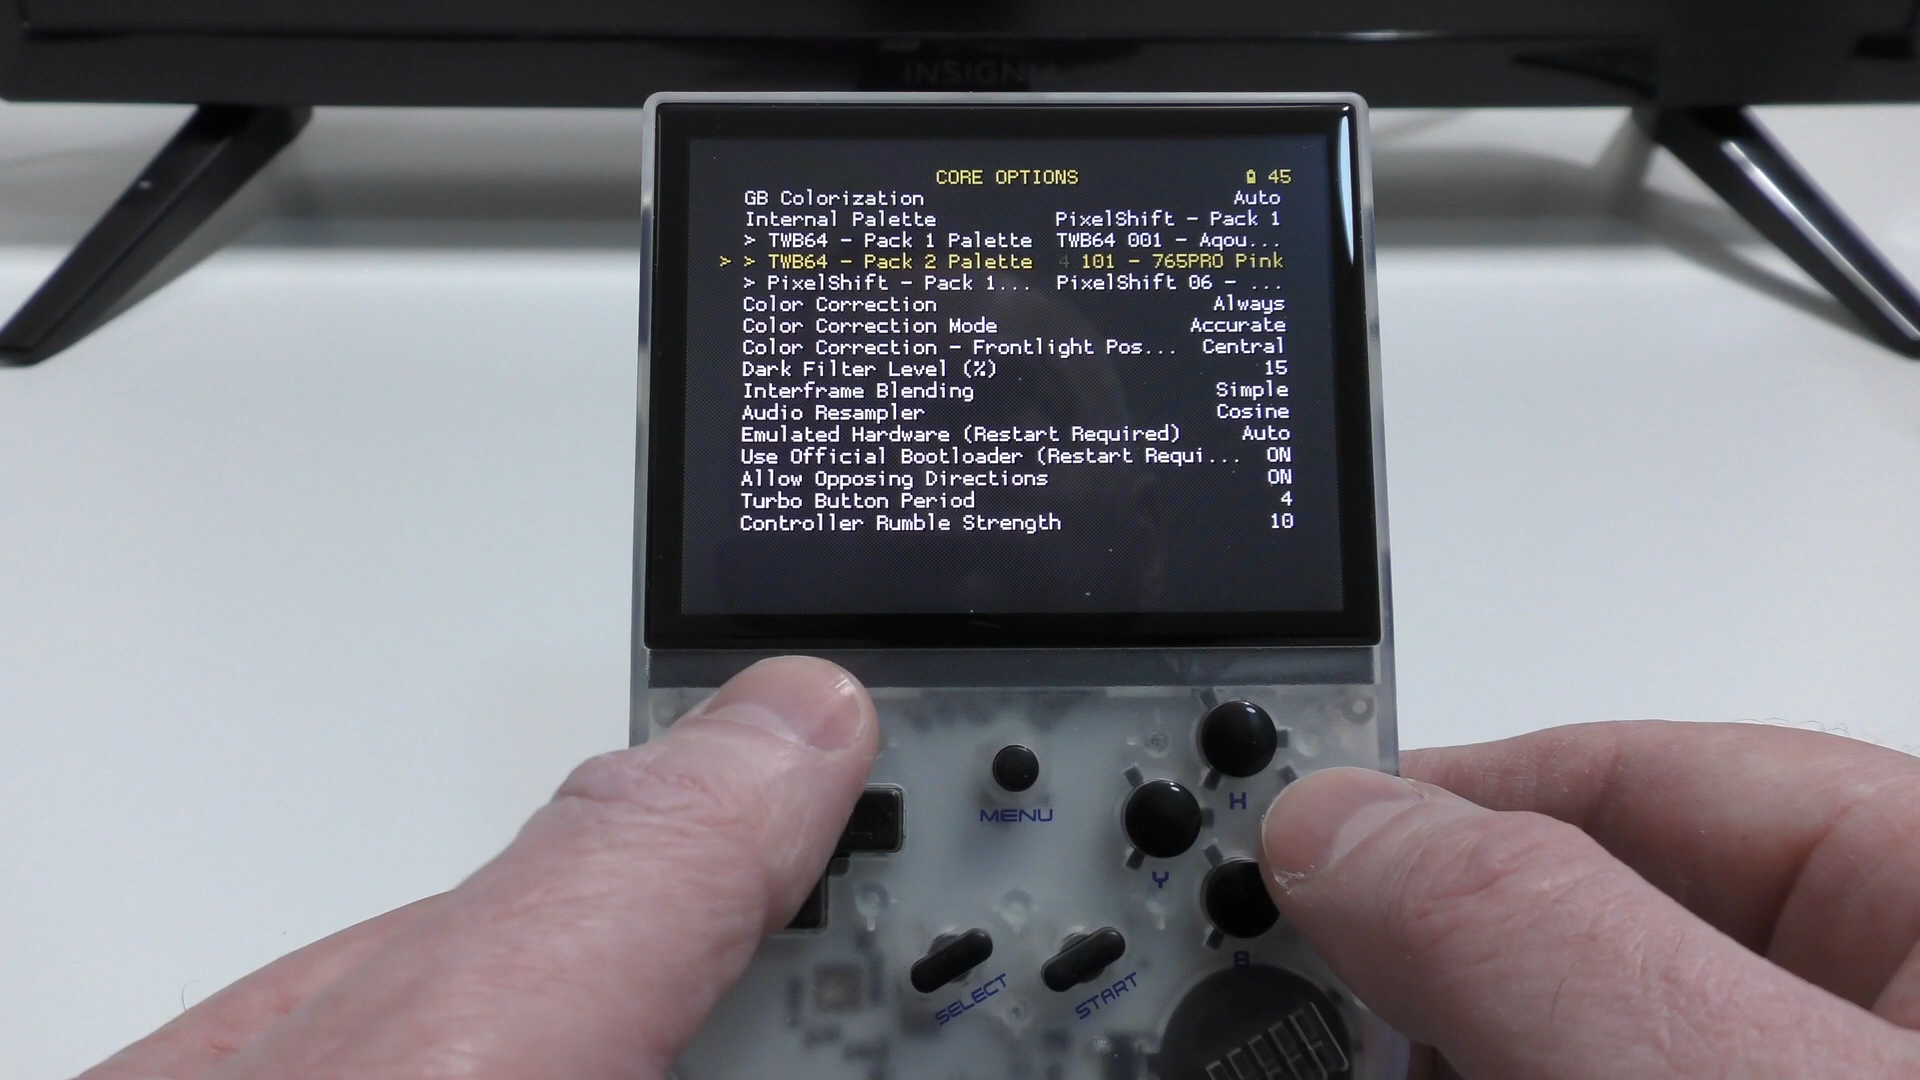 INSIGNIA
CORE OPTIONS 45
GB Colorization Auto
Internal Palette PixelShift - Pack 1
> TWB64 - Pack 1 Palette TWB64 001 - Aqou...
> > TWB64 - Pack 2 Palette 4 101 - 765PRO Pink
> PixelShift - Pack 1... PixelShift 06 - ...
Color Correction Always
Color Correction Mode Accurate
Color Correction - Frontlight Pos... Central
Dark Filter Level (%) 15
Interframe Blending Simple
Audio Resampler Cosine
Emulated Hardware (Restart Required) Auto
Use Official Bootloader (Restart Requi... ON
Allow Opposing Directions ON
Turbo Button Period 4
Controller Rumble Strength 10
MENU
Y
B
SELECT
START